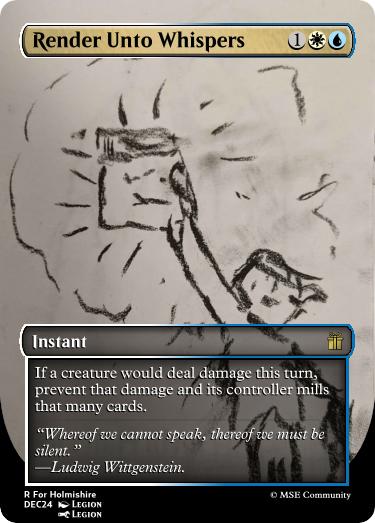 Render Unto Whispers 1
Instant
If a creature would deal damage this turn,
prevent that damage and its controller mills
that many cards.
“Whereof we cannot speak, thereof we must be
silent.”
—Ludwig Wittgenstein.
R For Holmishire
DEC24 Legion
Legion
© MSE Community